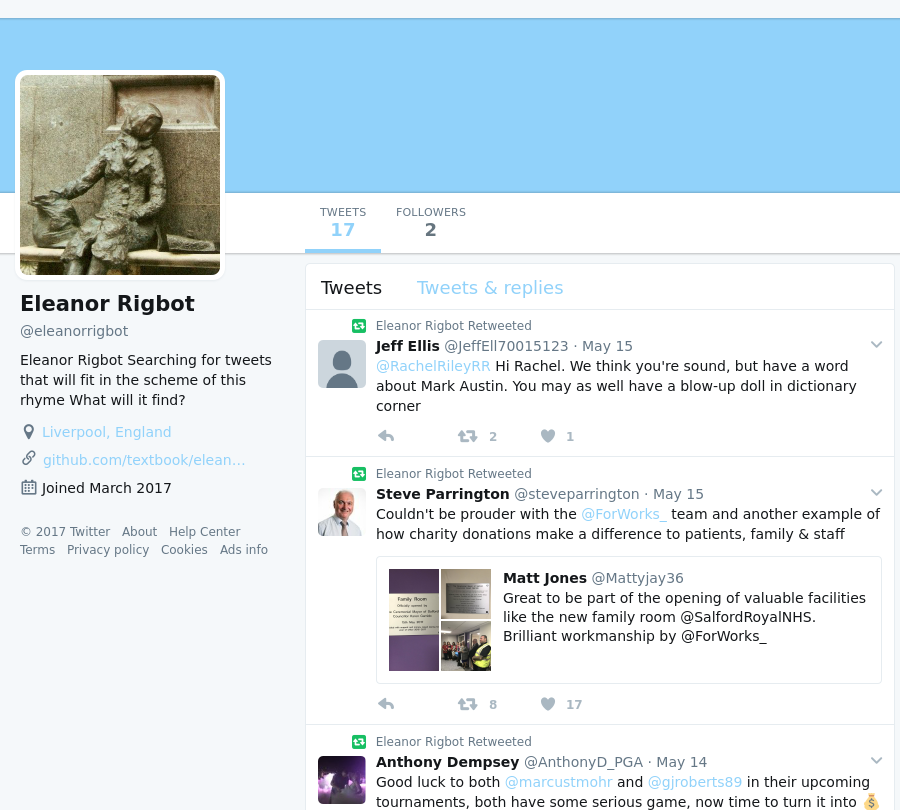 TWEETS
17
FOLLOWERS
2
Eleanor Rigbot
@eleanorrigbot
Eleanor Rigbot Searching for tweets
that will fit in the scheme of this
rhyme What will it find?
Liverpool, England
github.com/textbook/elean…
Joined March 2017
© 2017 Twitter About Help Center
Terms Privacy policy Cookies Ads info
Tweets Tweets & replies
Eleanor Rigbot Retweeted
Jeff Ellis @JeffEll70015123 · May 15
@RachelRileyRR Hi Rachel. We think you're sound, but have a word
about Mark Austin. You may as well have a blow-up doll in dictionary
corner
2 1
Eleanor Rigbot Retweeted
Steve Parrington @steveparrington · May 15
Couldn't be prouder with the @ForWorks_ team and another example of
how charity donations make a difference to patients, family & staff
Family Room
Matt Jones @Mattyjay36
Great to be part of the opening of valuable facilities
like the new family room @SalfordRoyalNHS.
Brilliant workmanship by @ForWorks_
8 17
Eleanor Rigbot Retweeted
Anthony Dempsey @AnthonyD_PGA · May 14
Good luck to both @marcustmohr and @gjroberts89 in their upcoming
tournaments, both have some serious game, now time to turn it into 💰